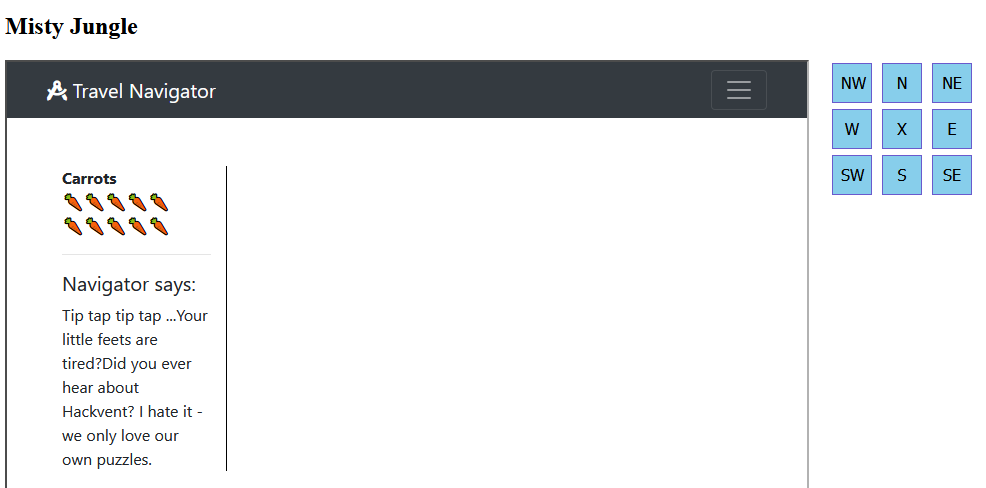 Misty Jungle
Travel Navigator
NW N NE
W X E
SW S SE
Carrots
Navigator says:
Tip tap tip tap ...Your
little feets are
tired?Did you ever
hear about
Hackvent? I hate it -
we only love our
own puzzles.